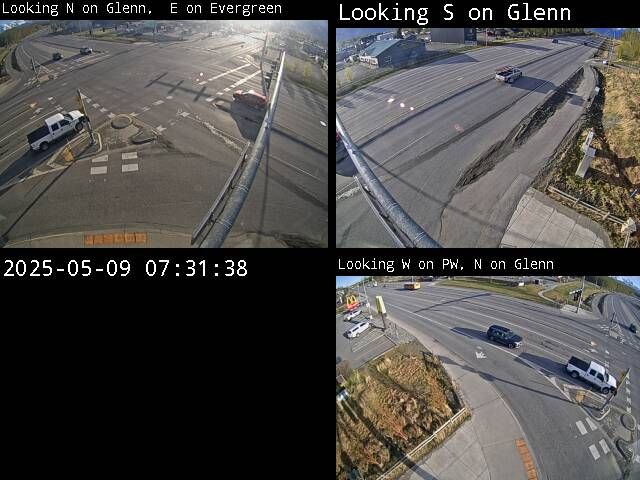 Looking N on Glenn,  E on Evergreen
Looking S on Glenn
2025-05-09 07:31:38
Looking W on PW, N on Glenn